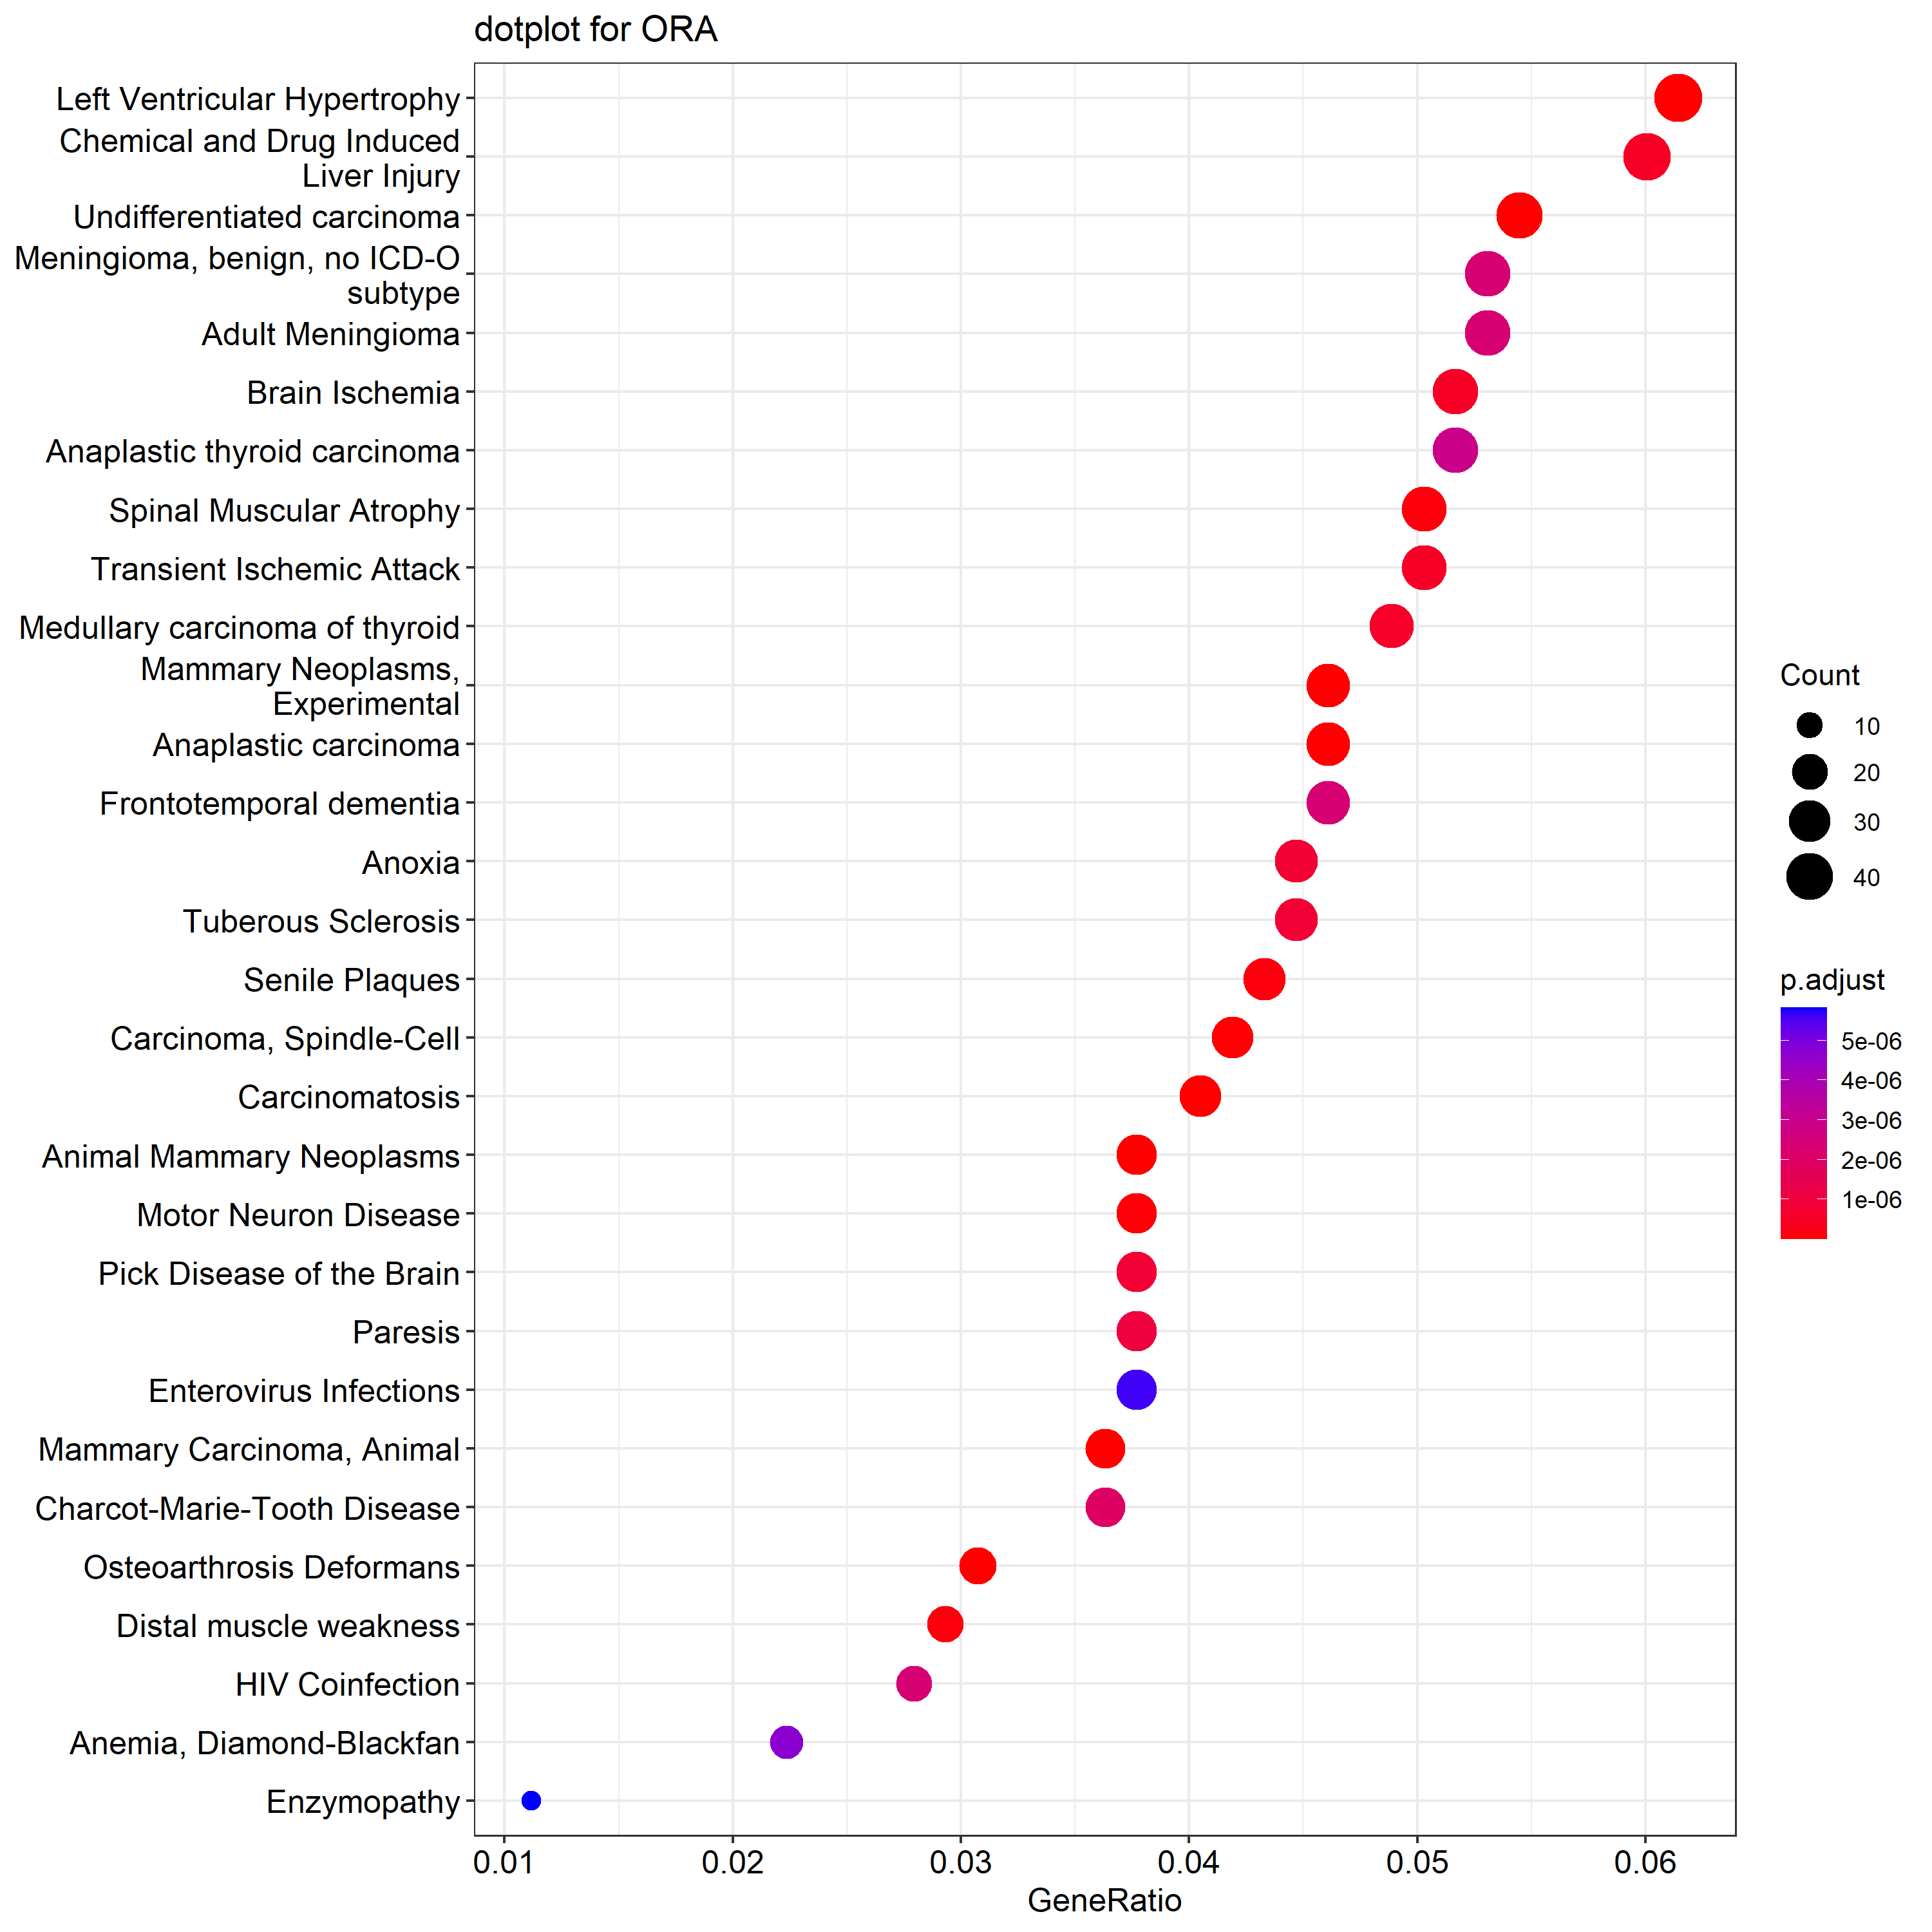 dotplot for ORA
Left Ventricular Hypertrophy
Chemical and Drug Induced
Liver Injury
Undifferentiated carcinoma
Meningioma, benign, no ICD-O
subtype
Adult Meningioma
Brain Ischemia
Anaplastic thyroid carcinoma
Spinal Muscular Atrophy
Transient Ischemic Attack
Medullary carcinoma of thyroid
Mammary Neoplasms,
Experimental
Anaplastic carcinoma
Frontotemporal dementia
Anoxia
Tuberous Sclerosis
Senile Plaques
Carcinoma, Spindle-Cell
Carcinomatosis
Animal Mammary Neoplasms
Motor Neuron Disease
Pick Disease of the Brain
Paresis
Enterovirus Infections
Mammary Carcinoma, Animal
Charcot-Marie-Tooth Disease
Osteoarthrosis Deformans
Distal muscle weakness
HIV Coinfection
Anemia, Diamond-Blackfan
Enzymopathy
0.01 0.02 0.03 0.04 0.05 0.06
GeneRatio
Count
10
20
30
40
p.adjust
5e-06
4e-06
3e-06
2e-06
1e-06